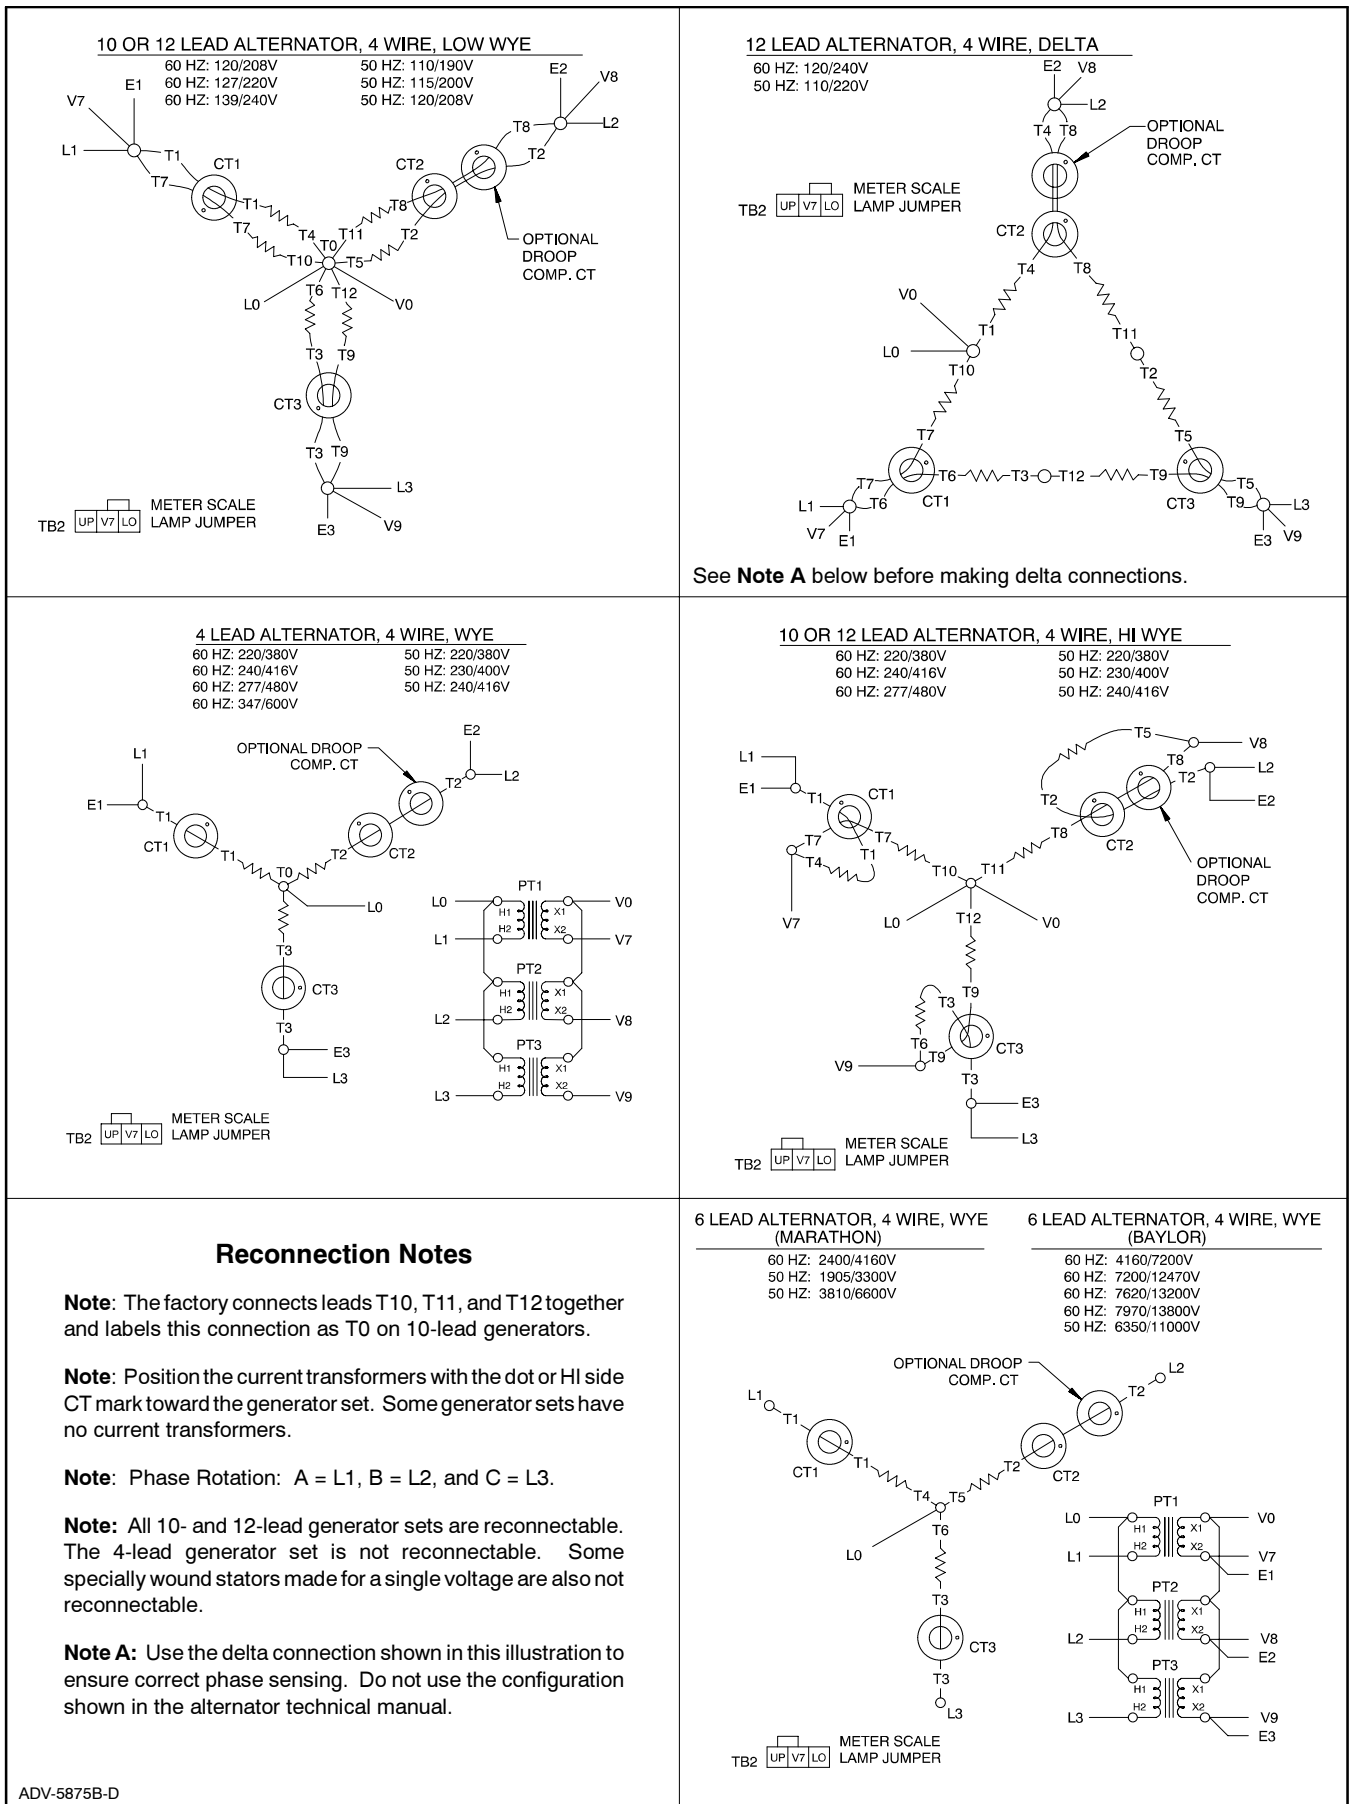 10 OR 12 LEAD ALTERNATOR, 4 WIRE, LOW WYE
60 HZ: 120/208V 50 HZ: 110/190V
60 HZ: 127/220V 50 HZ: 115/200V
60 HZ: 139/240V 50 HZ: 120/208V
E1
V7
L1
T1
T7
CT1
T1
T7
T4
T10
T0
T11
T5
T8
T2
CT2
T8
T2
E2
V8
L2
OPTIONAL
DROOP
COMP. CT
L0
V0
T6
T12
T3
T9
CT3
T3
T9
L3
V9
E3
TB2 UP V7 LO
METER SCALE
LAMP JUMPER
12 LEAD ALTERNATOR, 4 WIRE, DELTA
60 HZ: 120/240V
50 HZ: 110/220V
E2
V8
L2
T4
T8
OPTIONAL
DROOP
COMP. CT
TB2 UP V7 LO
METER SCALE
LAMP JUMPER
CT2
T4
T8
V0
L0
T1
T10
T11
T2
T7
T5
T6
T3
T12
T9
T7
T6
CT1
L1
V7
E1
CT3
T5
T9
L3
V9
E3
See Note A below before making delta connections.
4 LEAD ALTERNATOR, 4 WIRE, WYE
60 HZ: 220/380V 50 HZ: 220/380V
60 HZ: 240/416V 50 HZ: 230/400V
60 HZ: 277/480V 50 HZ: 240/416V
60 HZ: 347/600V
L1
E1
T1
CT1
T1
T0
T2
CT2
T2
E2
L2
OPTIONAL DROOP
COMP. CT
L0
T3
CT3
T3
E3
L3
PT1
L0 H1 X1 V0
L1 H2 X2 V7
PT2
H1 X1
L2 H2 X2 V8
PT3
H1 X1
L3 H2 X2 V9
TB2 UP V7 LO
METER SCALE
LAMP JUMPER
10 OR 12 LEAD ALTERNATOR, 4 WIRE, HI WYE
60 HZ: 220/380V 50 HZ: 220/380V
60 HZ: 240/416V 50 HZ: 230/400V
60 HZ: 277/480V 50 HZ: 240/416V
L1
E1
T1
CT1
T7
T4
T1
T7
V7
T10
T11
T8
T2
CT2
T5
T8
T2
V8
L2
E2
OPTIONAL
DROOP
COMP. CT
L0
V0
T12
T9
T3
T6
T9
V9
CT3
T3
E3
L3
TB2 UP V7 LO
METER SCALE
LAMP JUMPER
Reconnection Notes
Note: The factory connects leads T10, T11, and T12 together
and labels this connection as T0 on 10-lead generators.
Note: Position the current transformers with the dot or HI side
CT mark toward the generator set. Some generator sets have
no current transformers.
Note: Phase Rotation: A = L1, B = L2, and C = L3.
Note: All 10- and 12-lead generator sets are reconnectable.
The 4-lead generator set is not reconnectable. Some
specially wound stators made for a single voltage are also not
reconnectable.
Note A: Use the delta connection shown in this illustration to
ensure correct phase sensing. Do not use the configuration
shown in the alternator technical manual.
ADV-5875B-D
6 LEAD ALTERNATOR, 4 WIRE, WYE
(MARATHON)
60 HZ: 2400/4160V
50 HZ: 1905/3300V
50 HZ: 3810/6600V
6 LEAD ALTERNATOR, 4 WIRE, WYE
(BAYLOR)
60 HZ: 4160/7200V
60 HZ: 7200/12470V
60 HZ: 7620/13200V
60 HZ: 7970/13800V
50 HZ: 6350/11000V
OPTIONAL DROOP
COMP. CT
L1
T1
CT1
T1
T4
T5
T2
CT2
T2
L2
L0
T6
T3
CT3
T3
L3
PT1
L0 H1 X1 V0
L1 H2 X2 V7
E1
PT2
H1 X1
L2 H2 X2 V8
E2
PT3
H1 X1
L3 H2 X2 V9
E3
TB2 UP V7 LO
METER SCALE
LAMP JUMPER